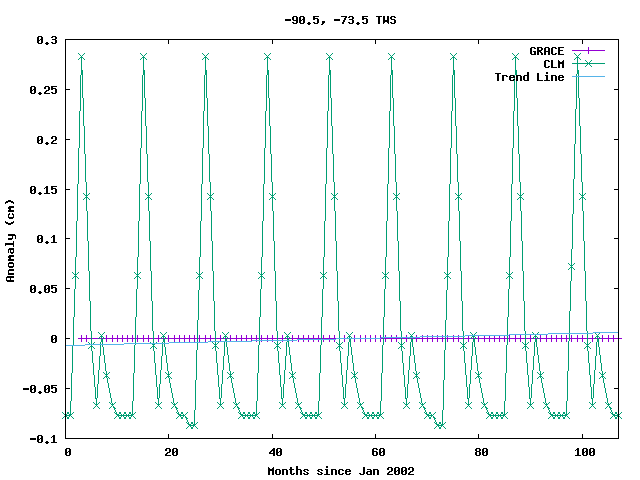 -90.5, -73.5 TWS
0.3
GRACE
CLM
Trend Line
0.25
0.2
0.15
0.1
0.05
0
-0.05
-0.1
Anomaly (cm)
0 20 40 60 80 100
Months since Jan 2002